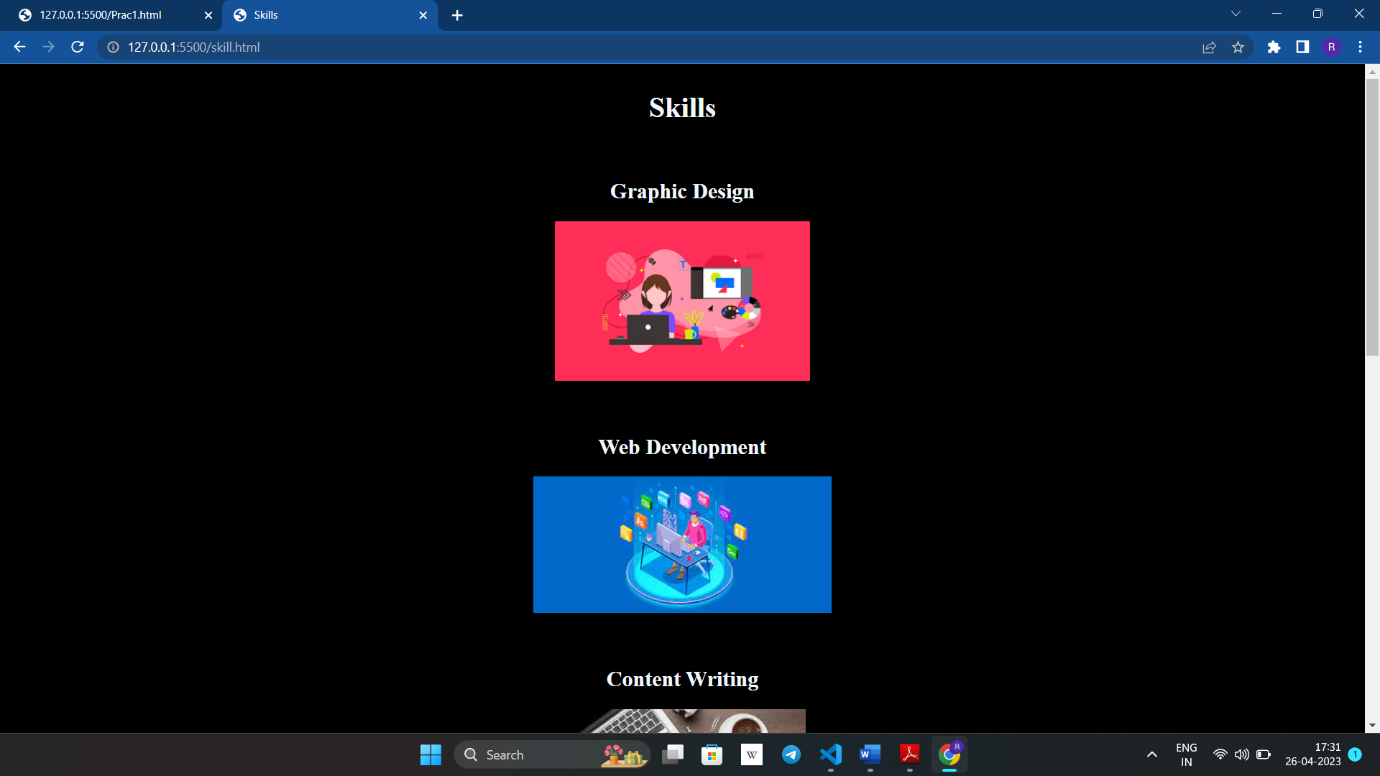 127.0.0.1:5500/Prac1.html
Skills
127.0.0.1:5500/skill.html
R
Skills
Graphic Design
T
Web Development
Content Writing
Search
W
W
R
ENG
IN
17:31
26-04-2023
1